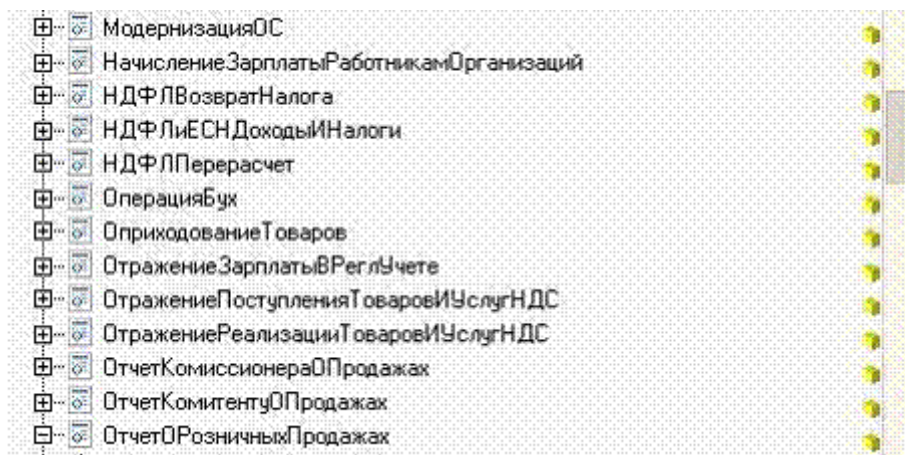 МодернизацияОС
НачислениеЗарплатыРаботникамОрганизаций
НДФЛВозвратНалога
НДФЛиЕСНДоходыИНалоги
НДФЛПерерасчет
ОперацияБух
ОприходованиеТоваров
ОтражениеЗарплатыВРеглУчете
ОтражениеПоступленияТоваровИУслугНДС
ОтражениеРеализацииТоваровИУслугНДС
ОтчетКомиссионераОПродажах
ОтчетКомитентуОПродажах
ОтчетОРозничныхПродажах